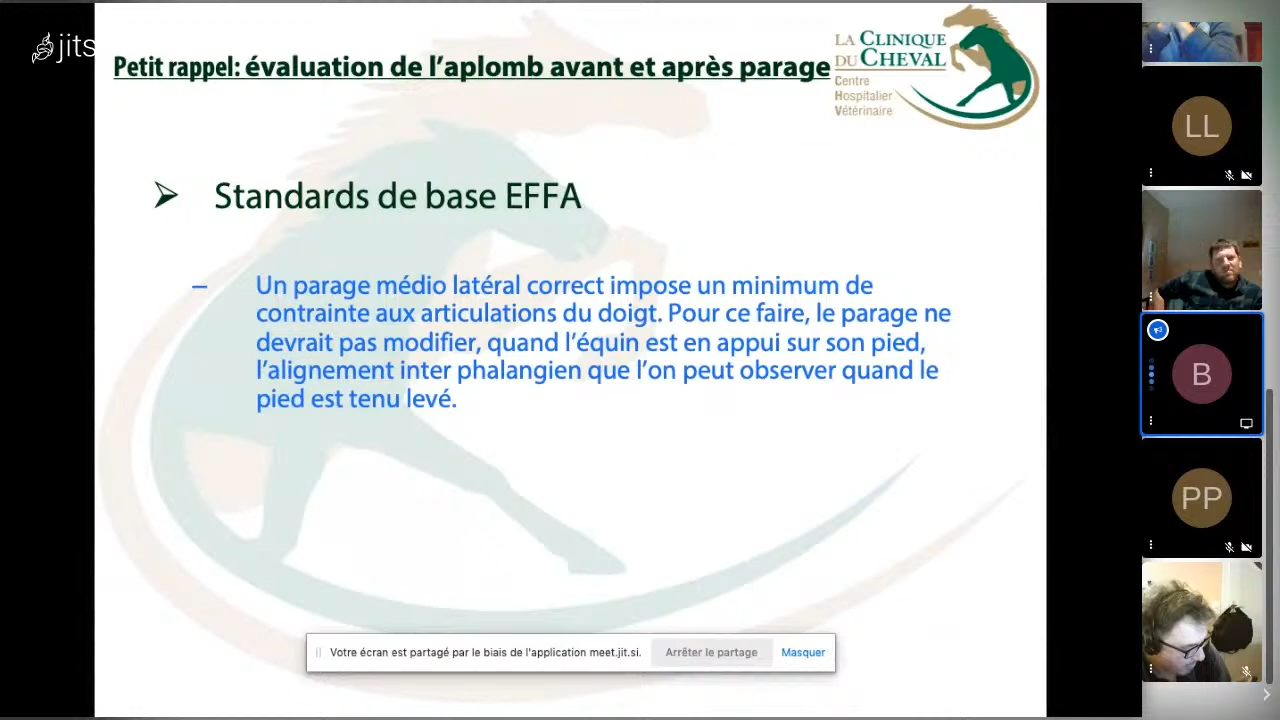 jits
Petit rappel: évaluation de l'aplomb avant et après parage
LA CLINIQUE
DU CHEVAL
Centre
Hospitalier
Vétérinaire
➢ Standards de base EFFA
– Un parage médio latéral correct impose un minimum de
contrainte aux articulations du doigt. Pour ce faire, le parage ne
devrait pas modifier, quand l'équin est en appui sur son pied,
l'alignement inter phalangien que l'on peut observer quand le
pied est tenu levé.
Votre écran est partagé par le biais de l'application meet.jit.si.
Arrêter le partage
Masquer
LL
B
PP